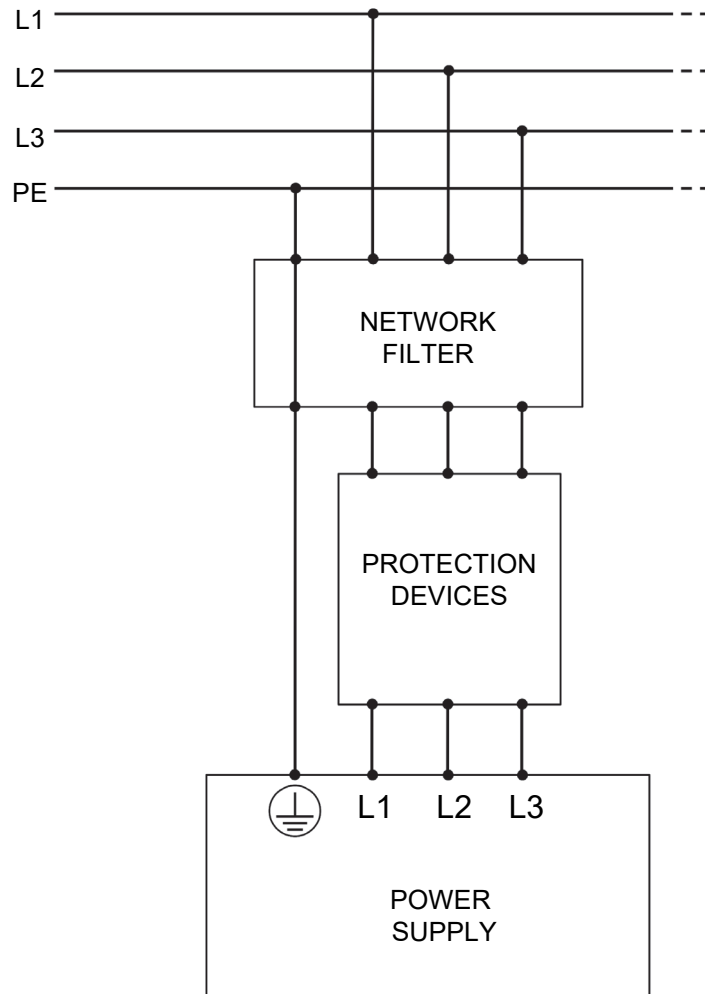 L1
L2
L3
PE
NETWORK
FILTER
PROTECTION
DEVICES
L1 L2 L3
POWER
SUPPLY